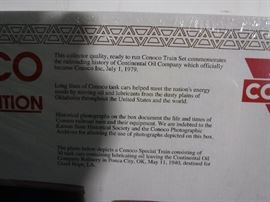 CO
ITION
CO
This collector quality, ready to run Conoco Train Set commemorates
the railroading history of Continental Oil Company which officially
became Conoco Inc, July 1, 1979.
Long lines of Conoco tank cars helped meet the nation's energy
needs by moving oil and lubricants from the dusty plains of
Oklahoma throughout the United States and the world.
Historical photographs on the box document the life and times
of Conoco railroad cars and their equipment. We are indebted to the
Kansas State Historical Society and the Conoco Photographic
Archives for allowing the use of photographs depicted on this box.
The photo below depicts a Conoco Special Train consisting of
50 tank cars containing lubricating oil leaving the Continental Oil
Company Refinery in Ponca City, OK, May 11, 1940, destined for
Good Hope, LA.